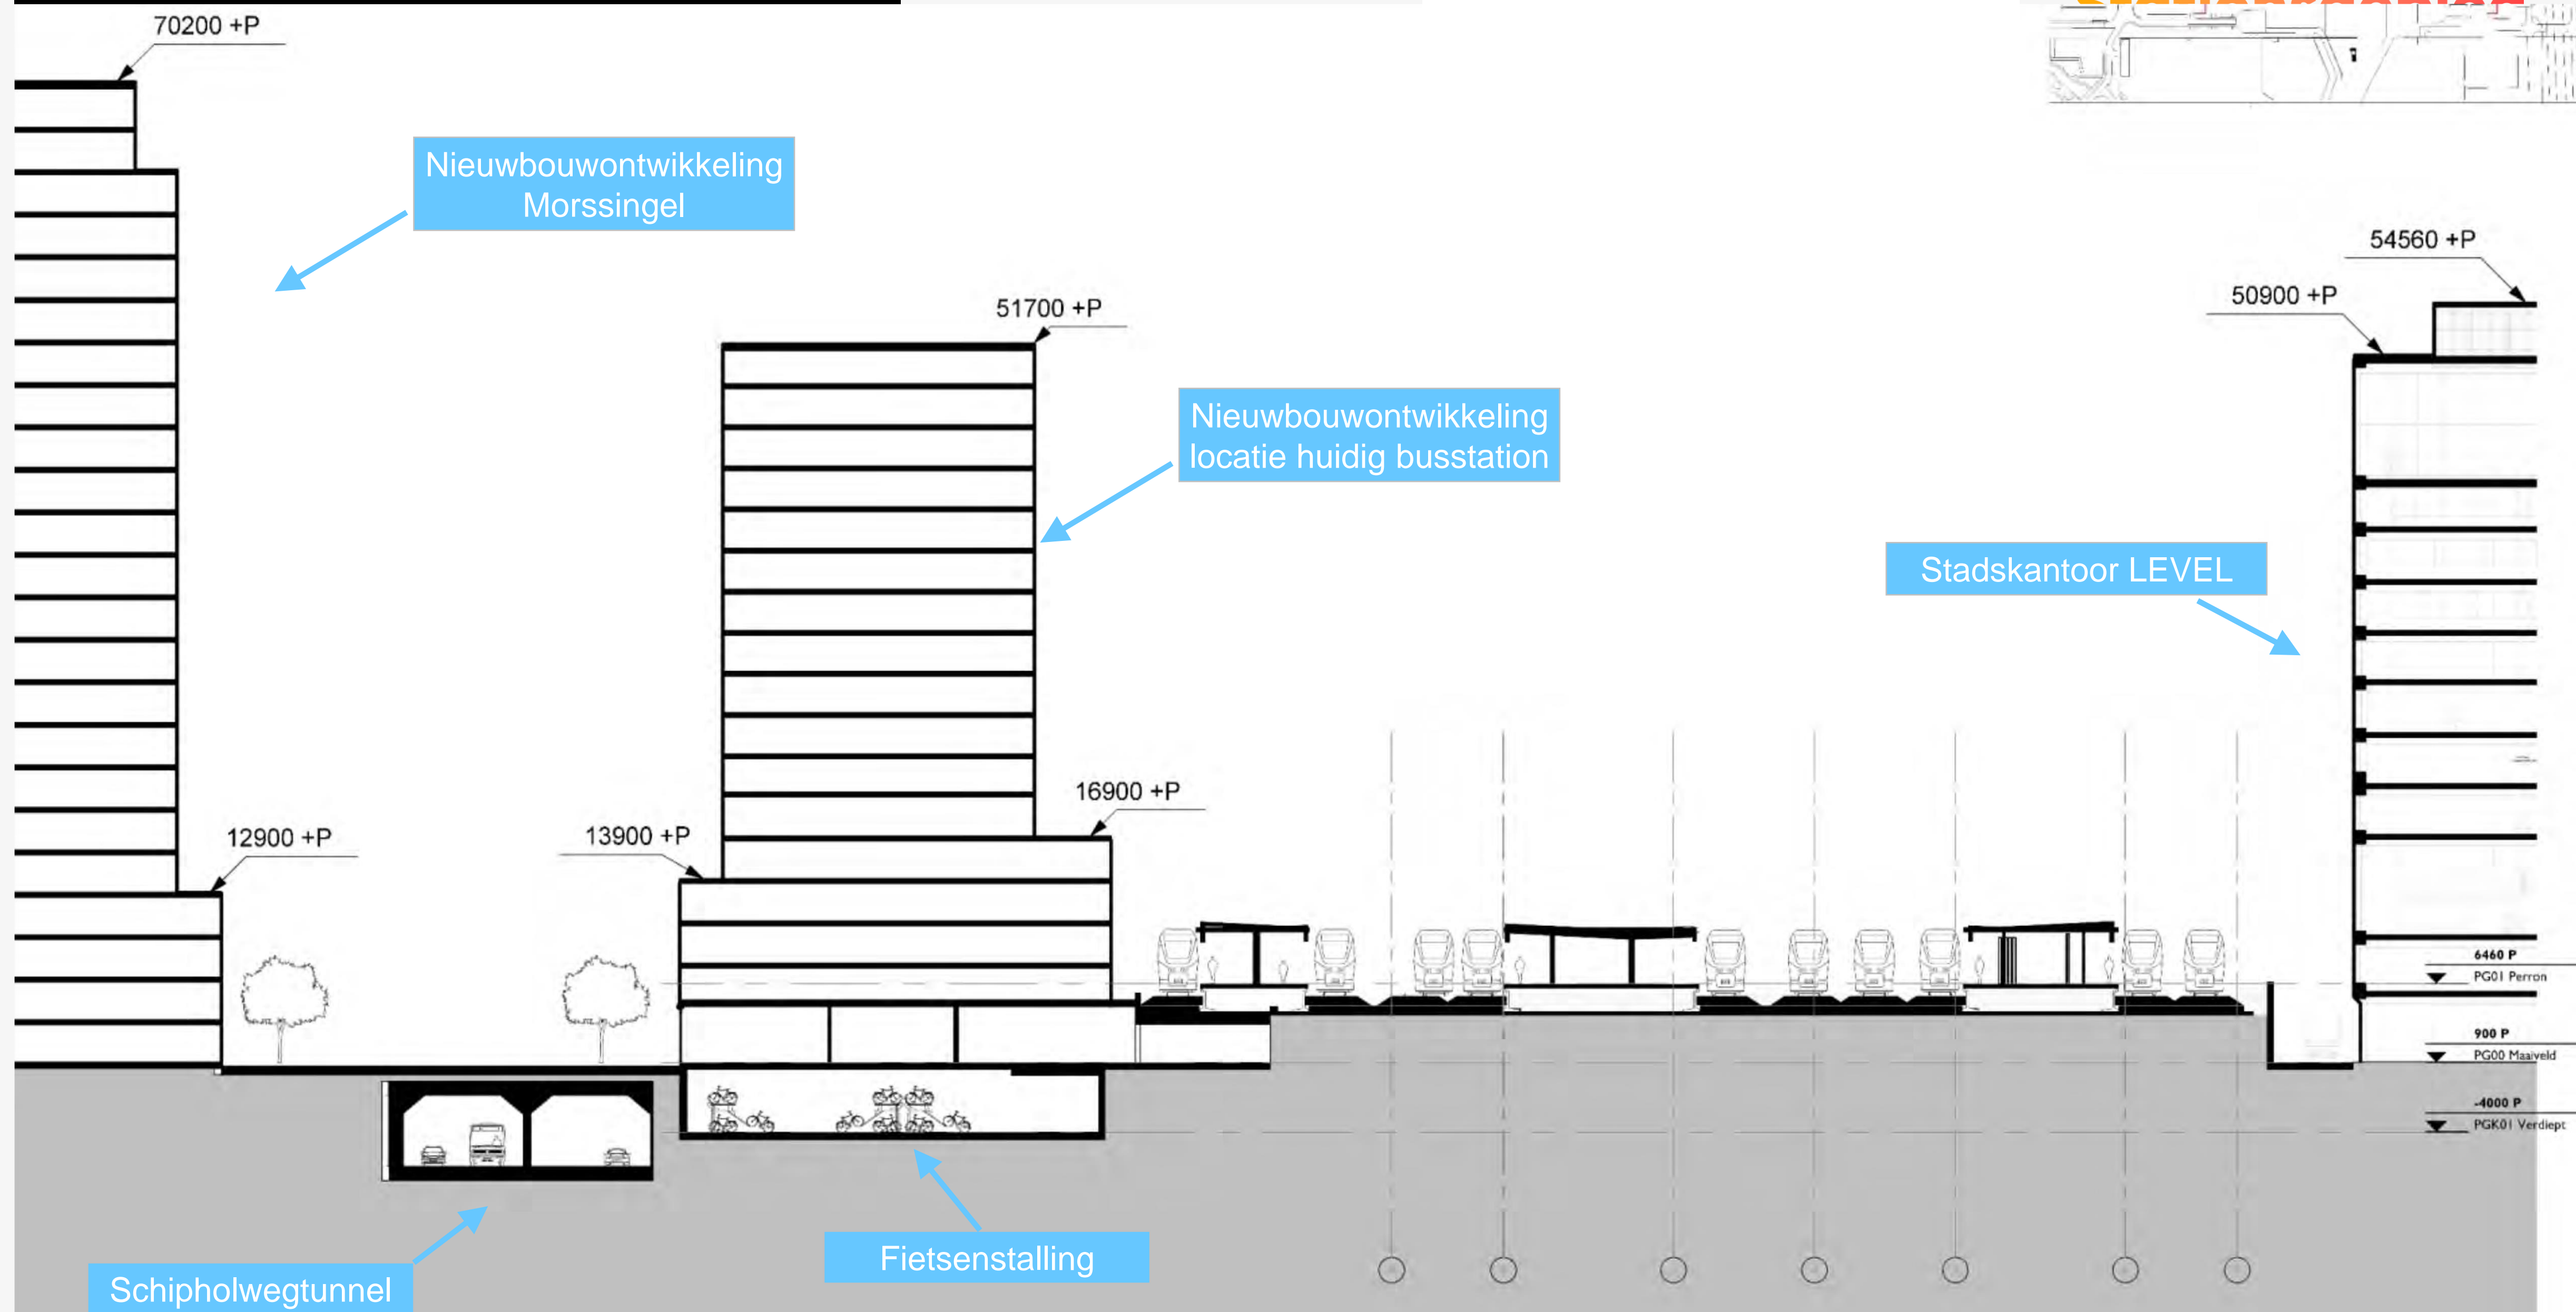 70200 +P
Nieuwbouwontwikkeling
Morssingel
54560 +P
50900 +P
51700 +P
Nieuwbouwontwikkeling
locatie huidig busstation
Stadskantoor LEVEL
16900 +P
12900 +P
13900 +P
6460 P
PG01 Perron
900 P
PG00 Maaiveld
-4000 P
PGK01 Verdiept
Fietsenstalling
Schipholwegtunnel